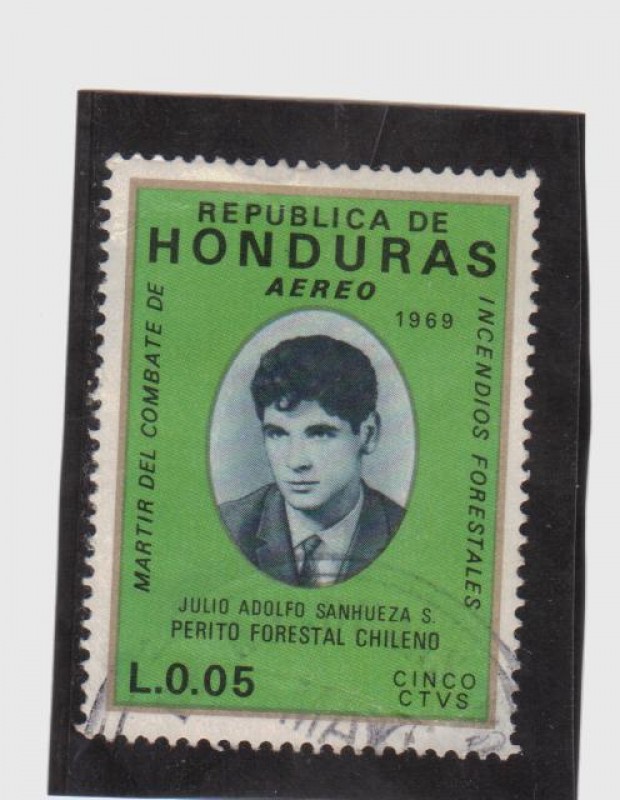 REPUBLICA DE
HONDURAS
AEREO
1969
MARTIR DEL COMBATE DE
INCENDIOS FORESTALES
JULIO ADOLFO SANHUEZA S.
PERITO FORESTAL CHILENO
L.0.05
CINCO
CTVS